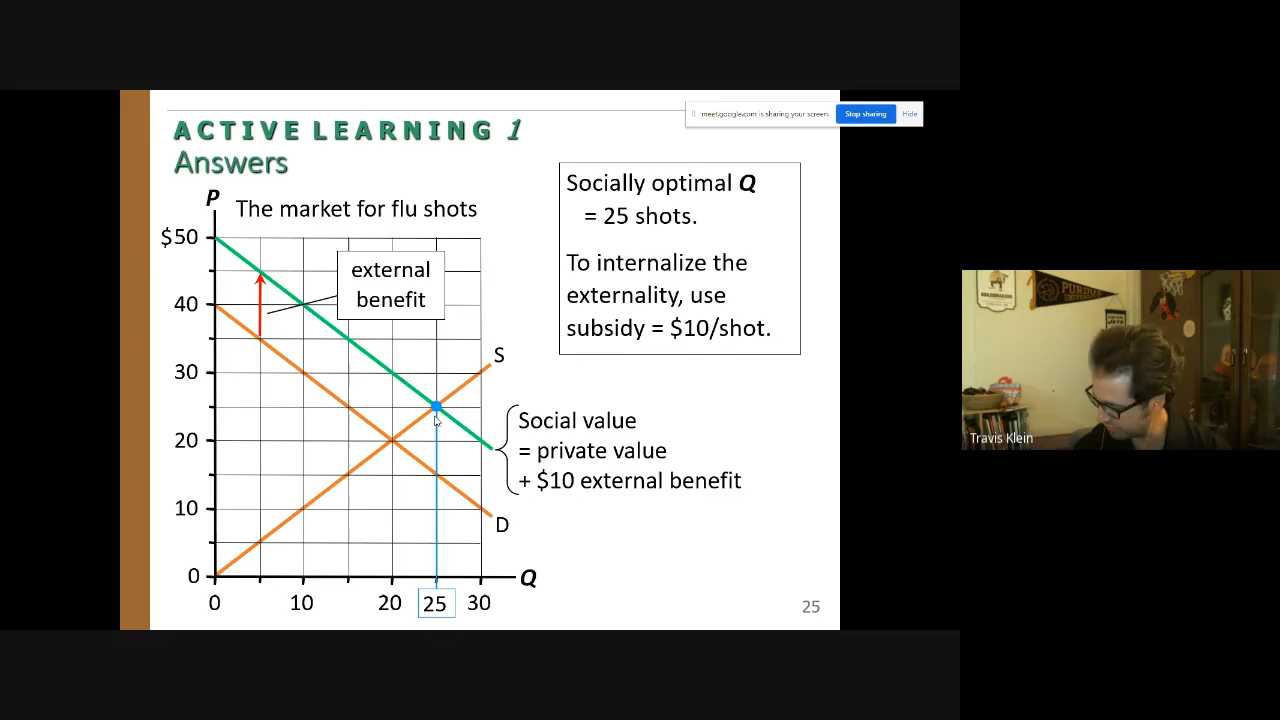 ACTIVE LEARNING 1
Answers
meet.google.com is sharing your screen.
Stop sharing
Hide
P
The market for flu shots
$50
40
30
20
10
0
0
10
20
25
30
Q
external
benefit
S
D
Socially optimal Q
= 25 shots.
To internalize the
externality, use
subsidy = $10/shot.
Social value
= private value
+ $10 external benefit
25
PURDUE
Travis Klein